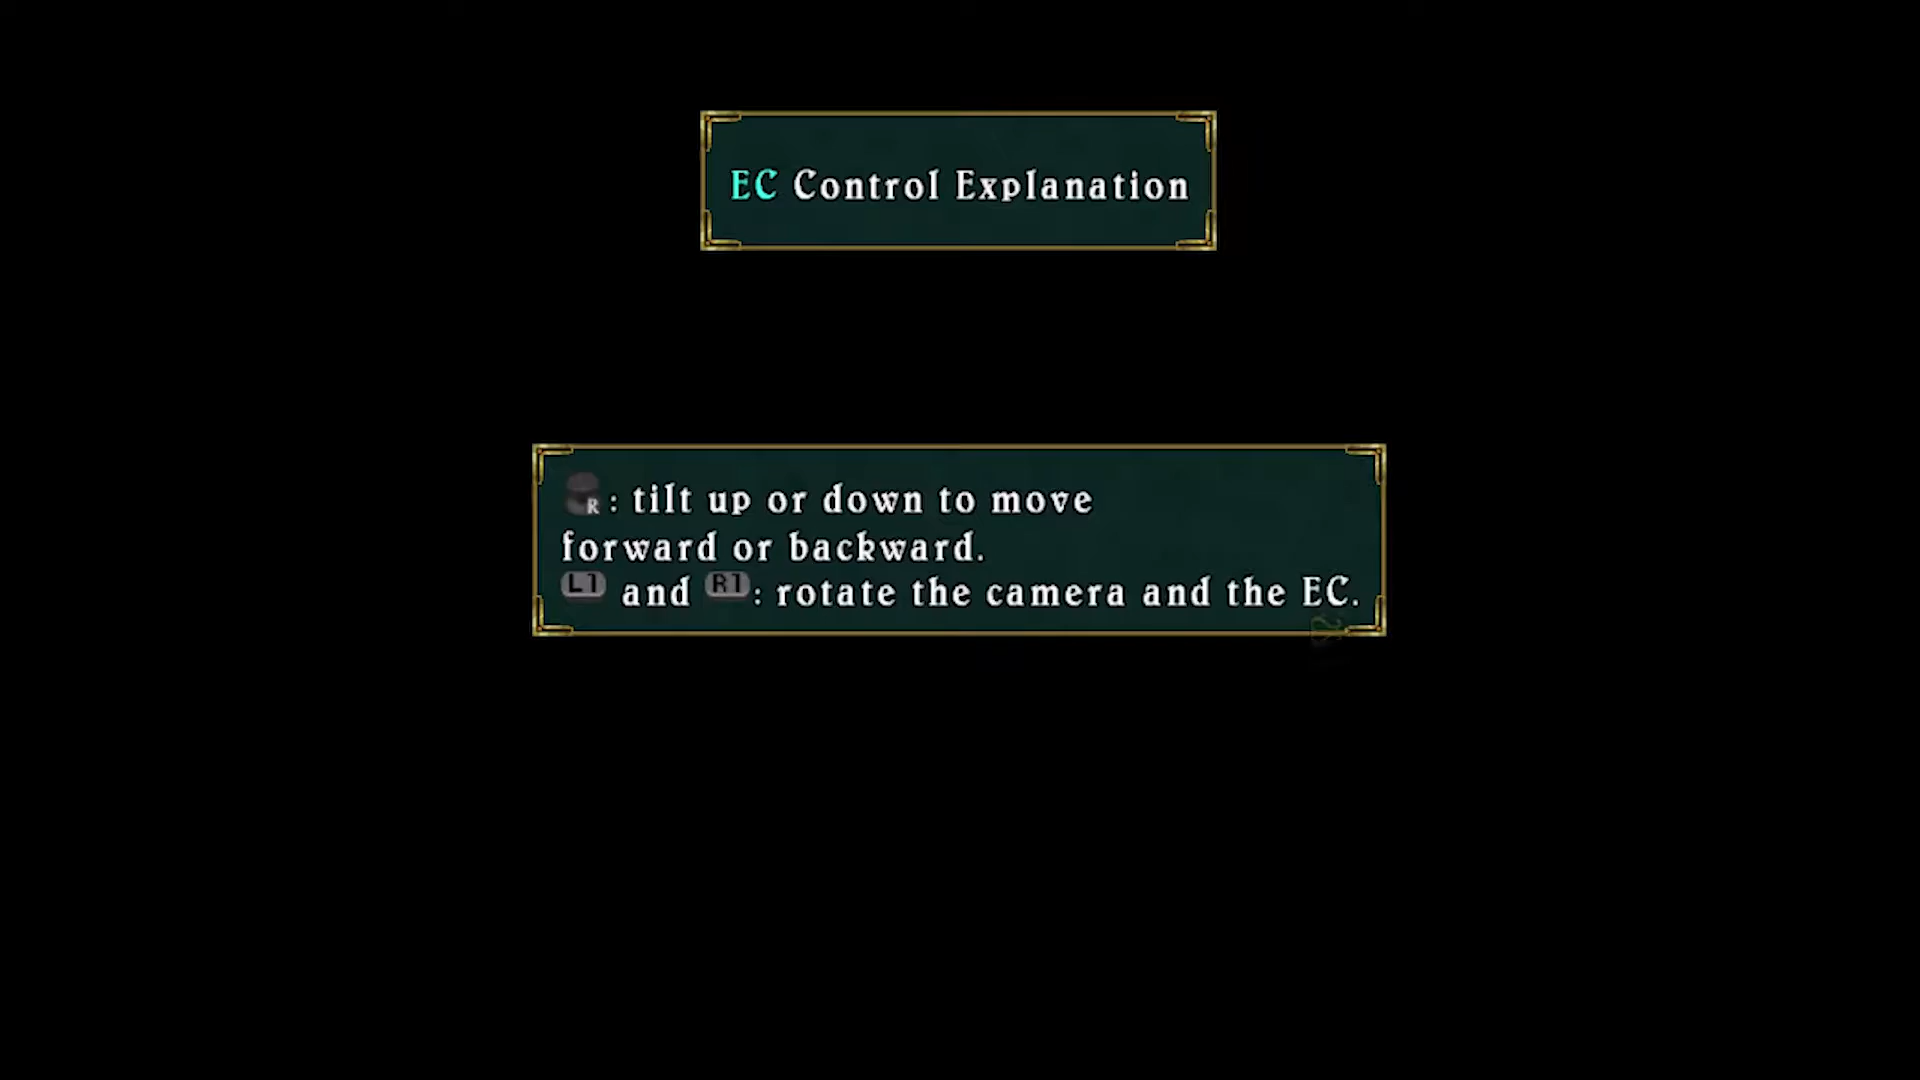 EC Control Explanation
R : tilt up or down to move
forward or backward.
L1 and R1 : rotate the camera and the EC.